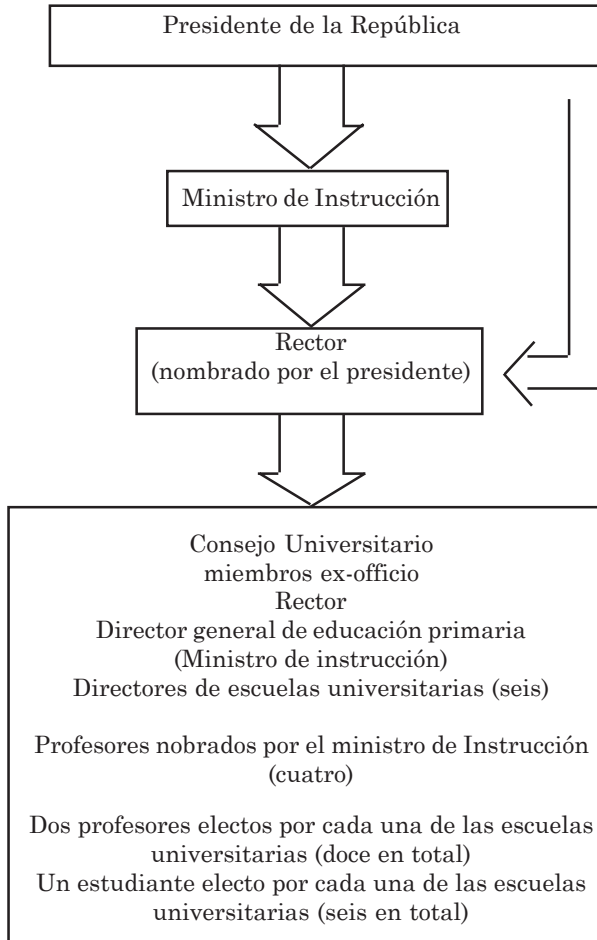 Presidente de la República
Ministro de Instrucción
Rector
(nombrado por el presidente)
Consejo Universitario
miembros ex-officio
Rector
Director general de educación primaria
(Ministro de instrucción)
Directores de escuelas universitarias (seis)
Profesores nobrados por el ministro de Instrucción
(cuatro)
Dos profesores electos por cada una de las escuelas
universitarias (doce en total)
Un estudiante electo por cada una de las escuelas
universitarias (seis en total)